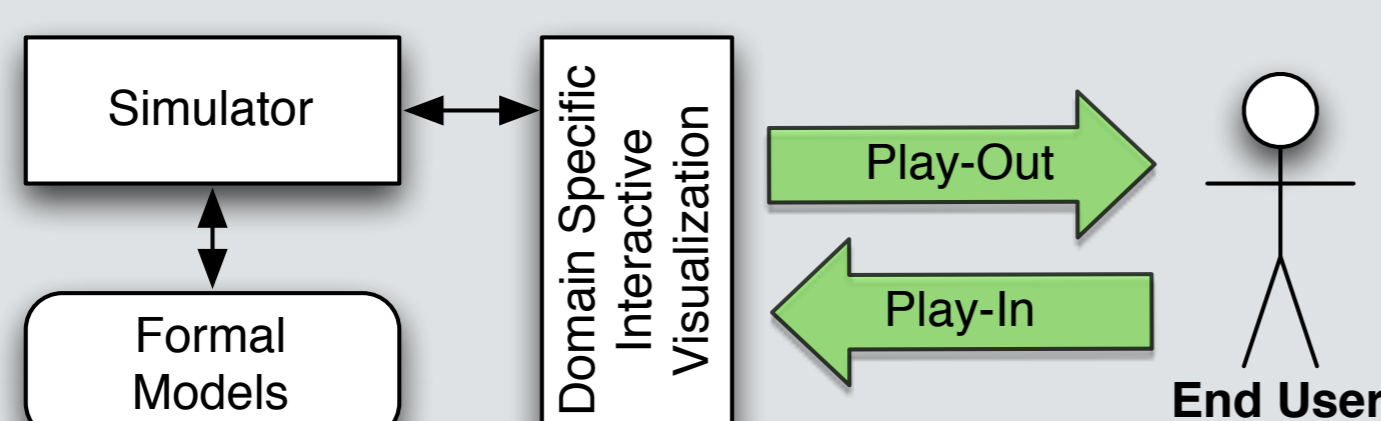 Simulator
Formal
Models
Domain Specific
Interactive
Visualization
Play-Out
Play-In
End User